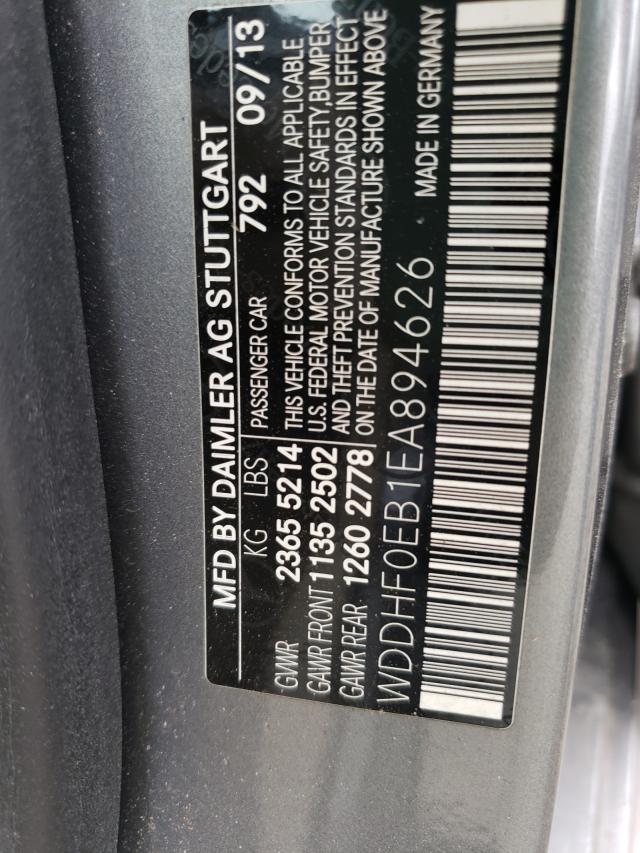 MFD BY DAIMLER AG STUTTGART
KG LBS PASSENGER CAR 792 09/13
GVWR 2365 5214 THIS VEHICLE CONFORMS TO ALL APPLICABLE
GAWR FRONT 1135 2502 U.S. FEDERAL MOTOR VEHICLE SAFETY, BUMPER
GAWR REAR 1260 2778 AND THEFT PREVENTION STANDARDS IN EFFECT
ON THE DATE OF MANUFACTURE SHOWN ABOVE
WDDHF0EB1EA894626 MADE IN GERMANY